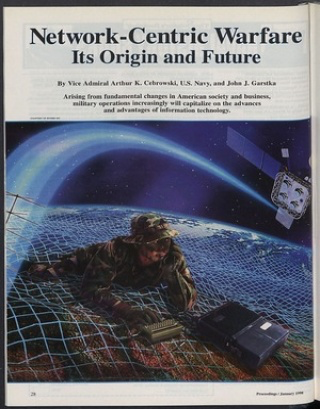 Network-Centric Warfare
Its Origin and Future
By Vice Admiral Arthur K. Cebrowski, U.S. Navy, and John J. Garstka
Arising from fundamental changes in American society and business,
military operations increasingly will capitalize on the advances
and advantages of information technology.
Proceedings / January 1998